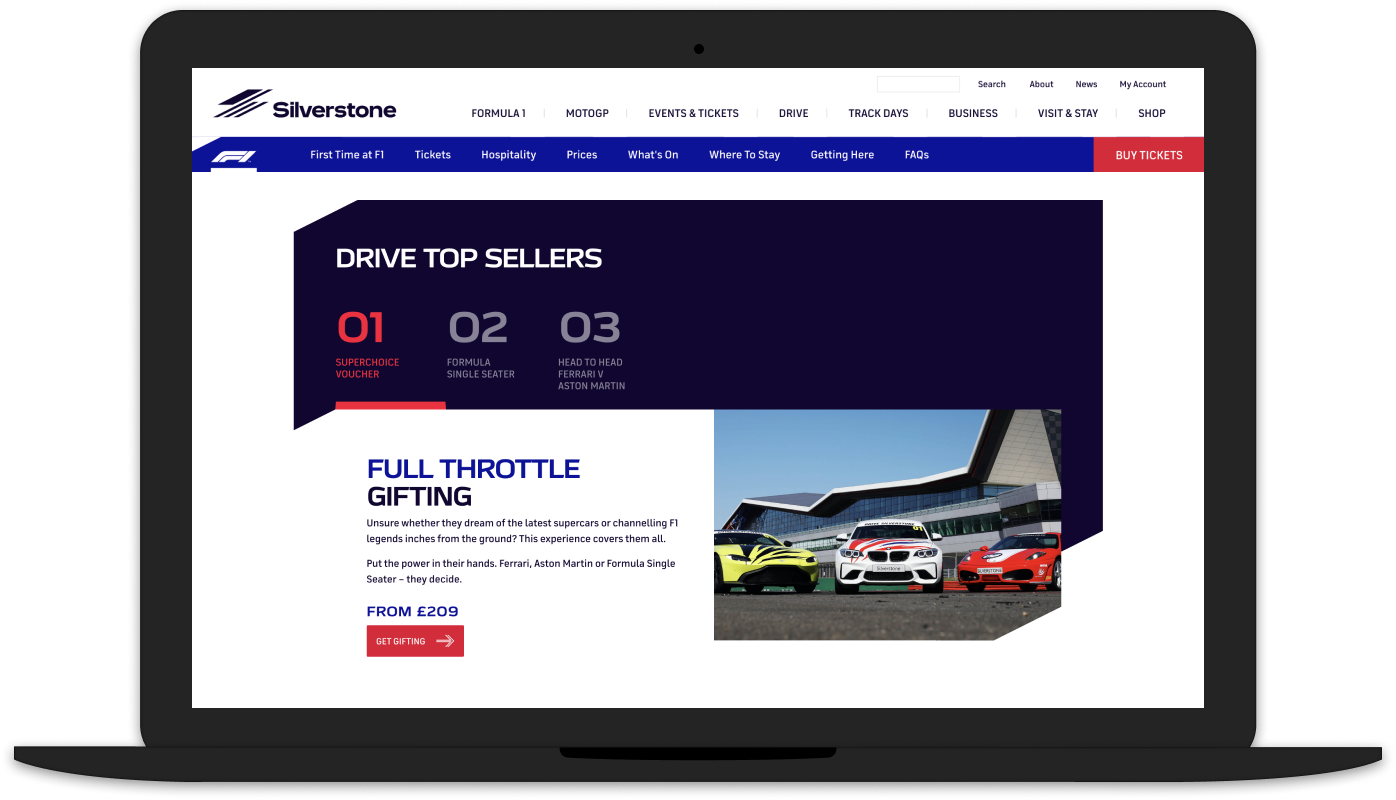 Search About News My Account
Silverstone
FORMULA 1 MOTOGP EVENTS & TICKETS DRIVE TRACK DAYS BUSINESS VISIT & STAY SHOP
F1 First Time at F1 Tickets Hospitality Prices What's On Where To Stay Getting Here FAQs BUY TICKETS
DRIVE TOP SELLERS
01
SUPERCHOICE
VOUCHER
02
FORMULA
SINGLE SEATER
03
HEAD TO HEAD
FERRARI V
ASTON MARTIN
FULL THROTTLE
GIFTING
Unsure whether they dream of the latest supercars or channelling F1
legends inches from the ground? This experience covers them all.
Put the power in their hands. Ferrari, Aston Martin or Formula Single
Seater – they decide.
FROM £209
GET GIFTING
DRIVE SILVERSTONE
01
Silverstone
SILVERSTONE